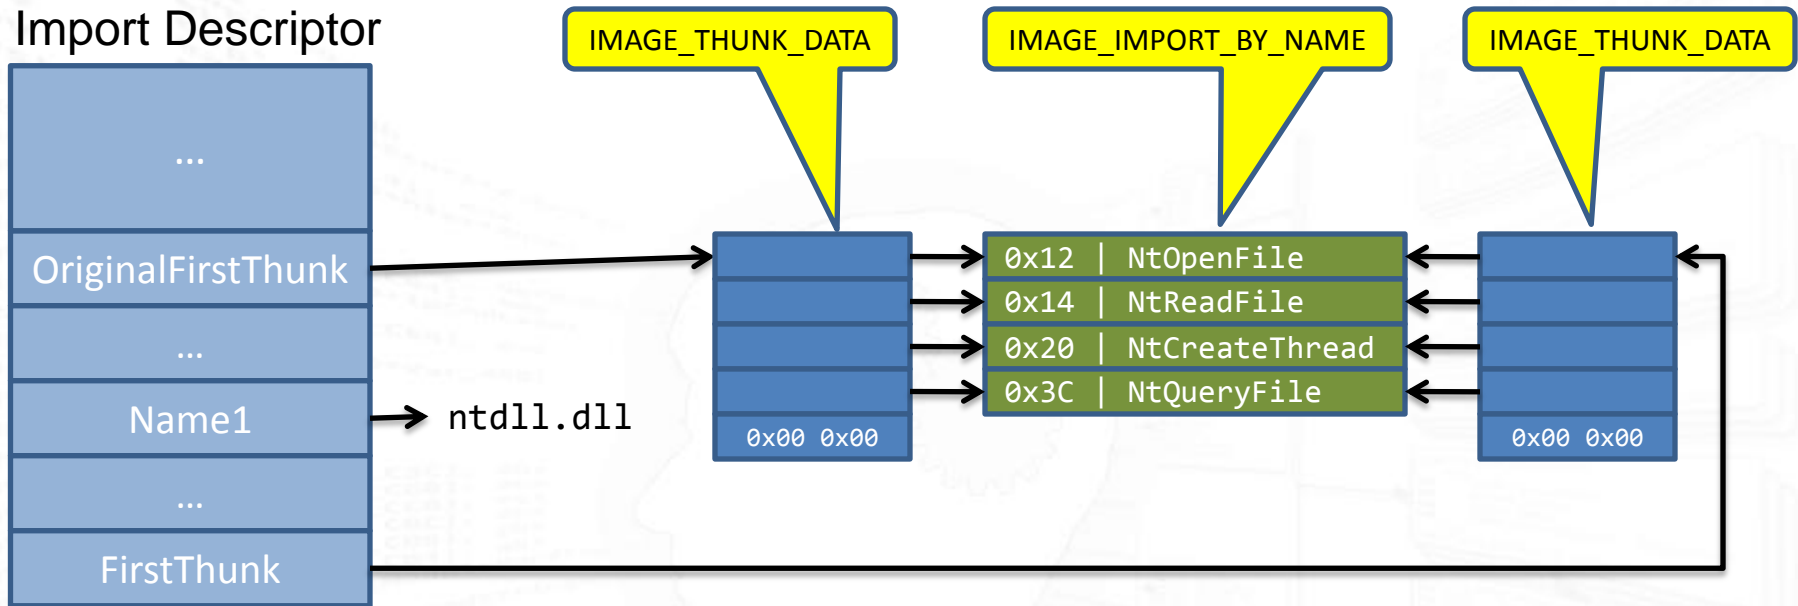 Import Descriptor
IMAGE_THUNK_DATA
IMAGE_IMPORT_BY_NAME
IMAGE_THUNK_DATA
...
OriginalFirstThunk
...
Name1
ntdll.dll
...
FirstThunk
0x12 | NtOpenFile
0x14 | NtReadFile
0x20 | NtCreateThread
0x3C | NtQueryFile
0x00 0x00
0x00 0x00